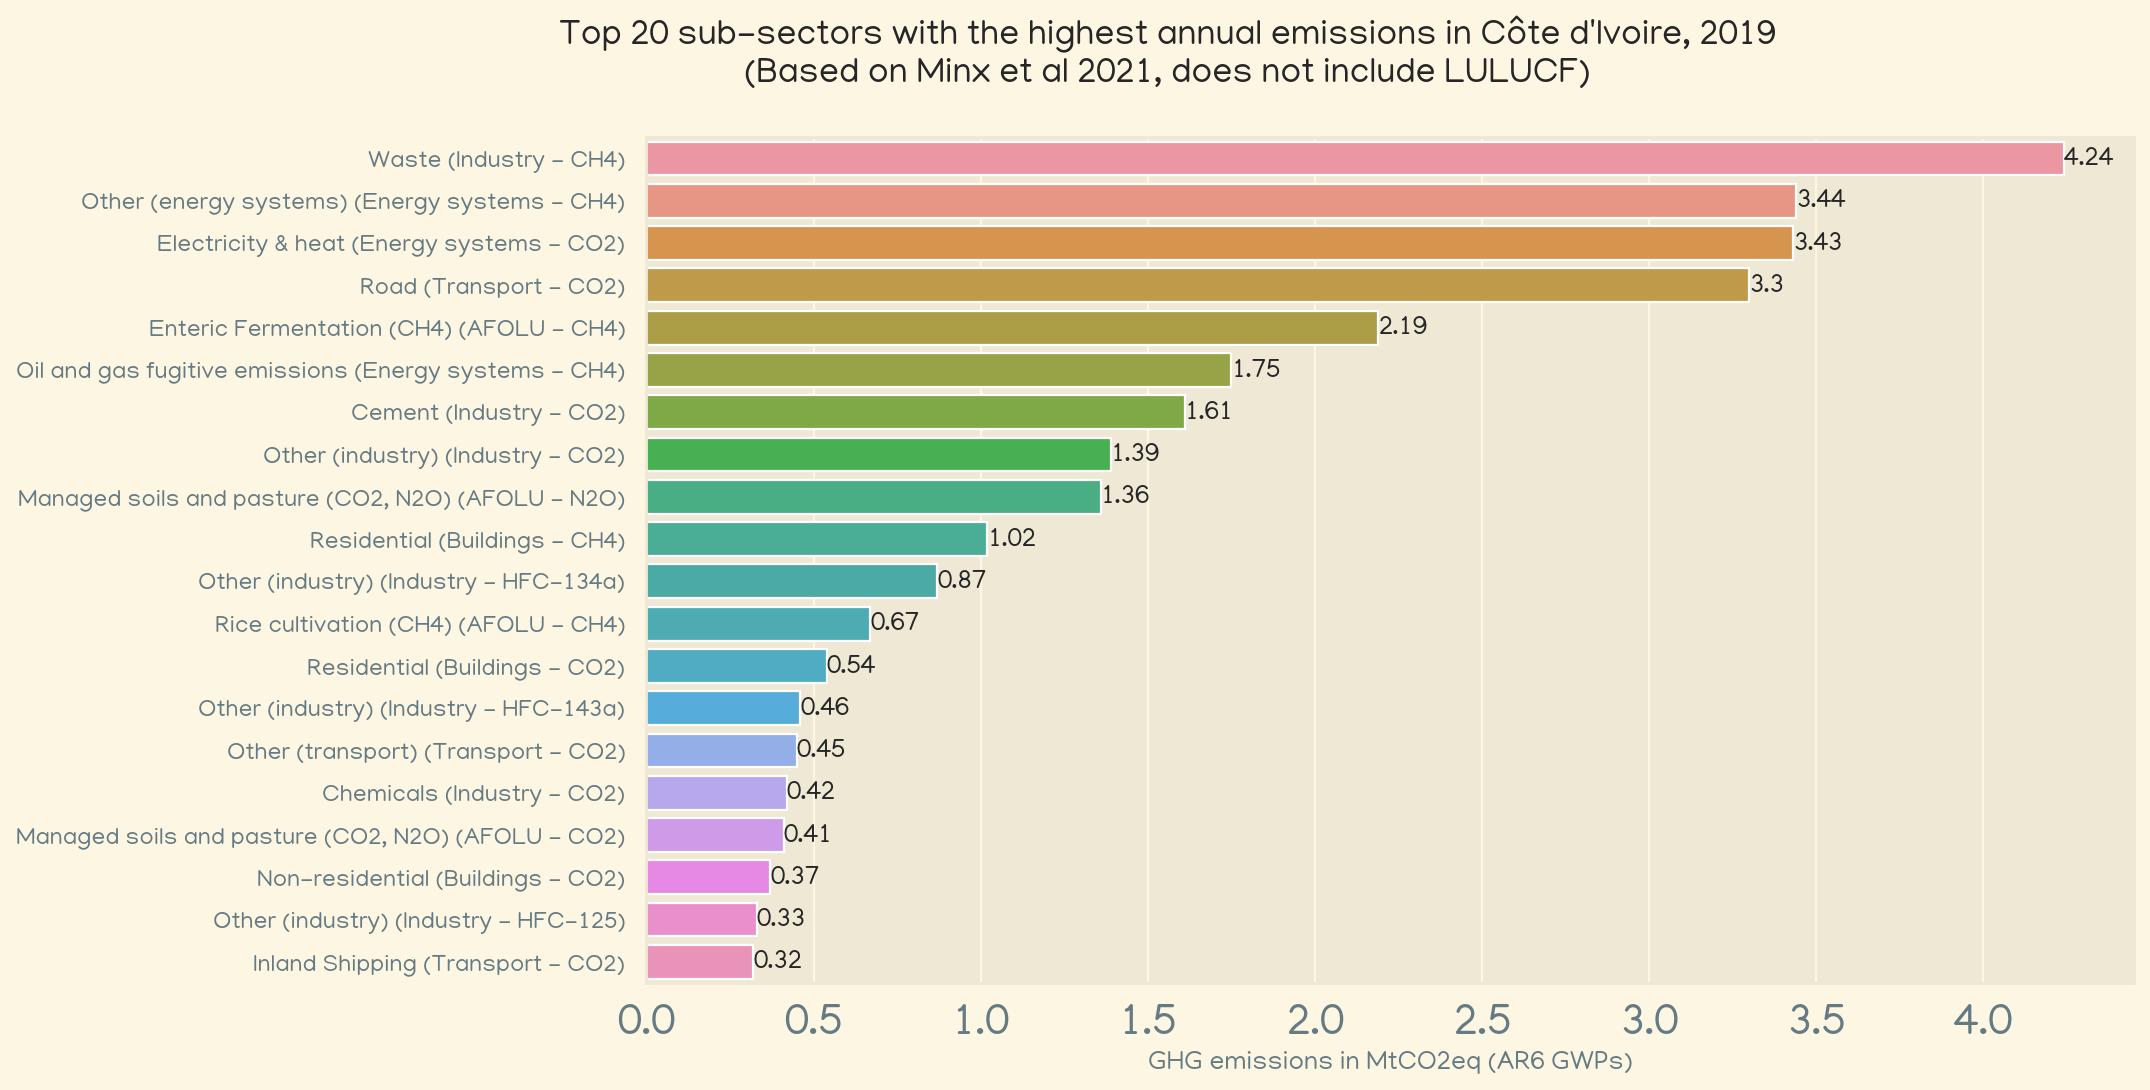 Top 20 sub-sectors with the highest annual emissions in Côte d'Ivoire, 2019
(Based on Minx et al 2021, does not include LULUCF)
Waste (Industry - CH4) 4.24
Other (energy systems) (Energy systems - CH4) 3.44
Electricity & heat (Energy systems - CO2) 3.43
Road (Transport - CO2) 3.3
Enteric Fermentation (CH4) (AFOLU - CH4) 2.19
Oil and gas fugitive emissions (Energy systems - CH4) 1.75
Cement (Industry - CO2) 1.61
Other (industry) (Industry - CO2) 1.39
Managed soils and pasture (CO2, N2O) (AFOLU - N2O) 1.36
Residential (Buildings - CH4) 1.02
Other (industry) (Industry - HFC-134a) 0.87
Rice cultivation (CH4) (AFOLU - CH4) 0.67
Residential (Buildings - CO2) 0.54
Other (industry) (Industry - HFC-143a) 0.46
Other (transport) (Transport - CO2) 0.45
Chemicals (Industry - CO2) 0.42
Managed soils and pasture (CO2, N2O) (AFOLU - CO2) 0.41
Non-residential (Buildings - CO2) 0.37
Other (industry) (Industry - HFC-125) 0.33
Inland Shipping (Transport - CO2) 0.32
0.0 0.5 1.0 1.5 2.0 2.5 3.0 3.5 4.0
GHG emissions in MtCO2eq (AR6 GWPs)